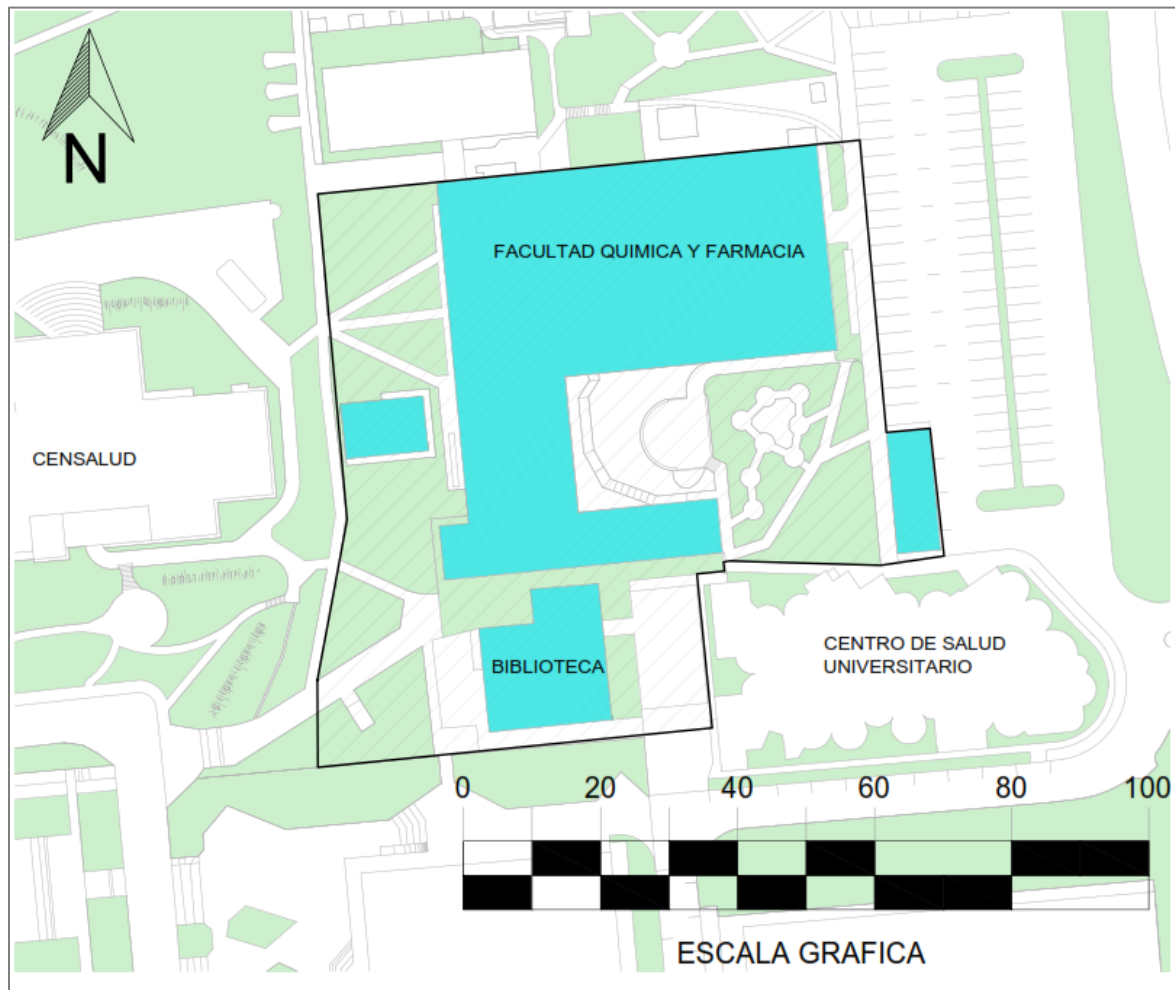 N
FACULTAD QUIMICA Y FARMACIA
CENSALUD
CENTRO DE SALUD
UNIVERSITARIO
BIBLIOTECA
0 20 40 60 80 100
ESCALA GRAFICA